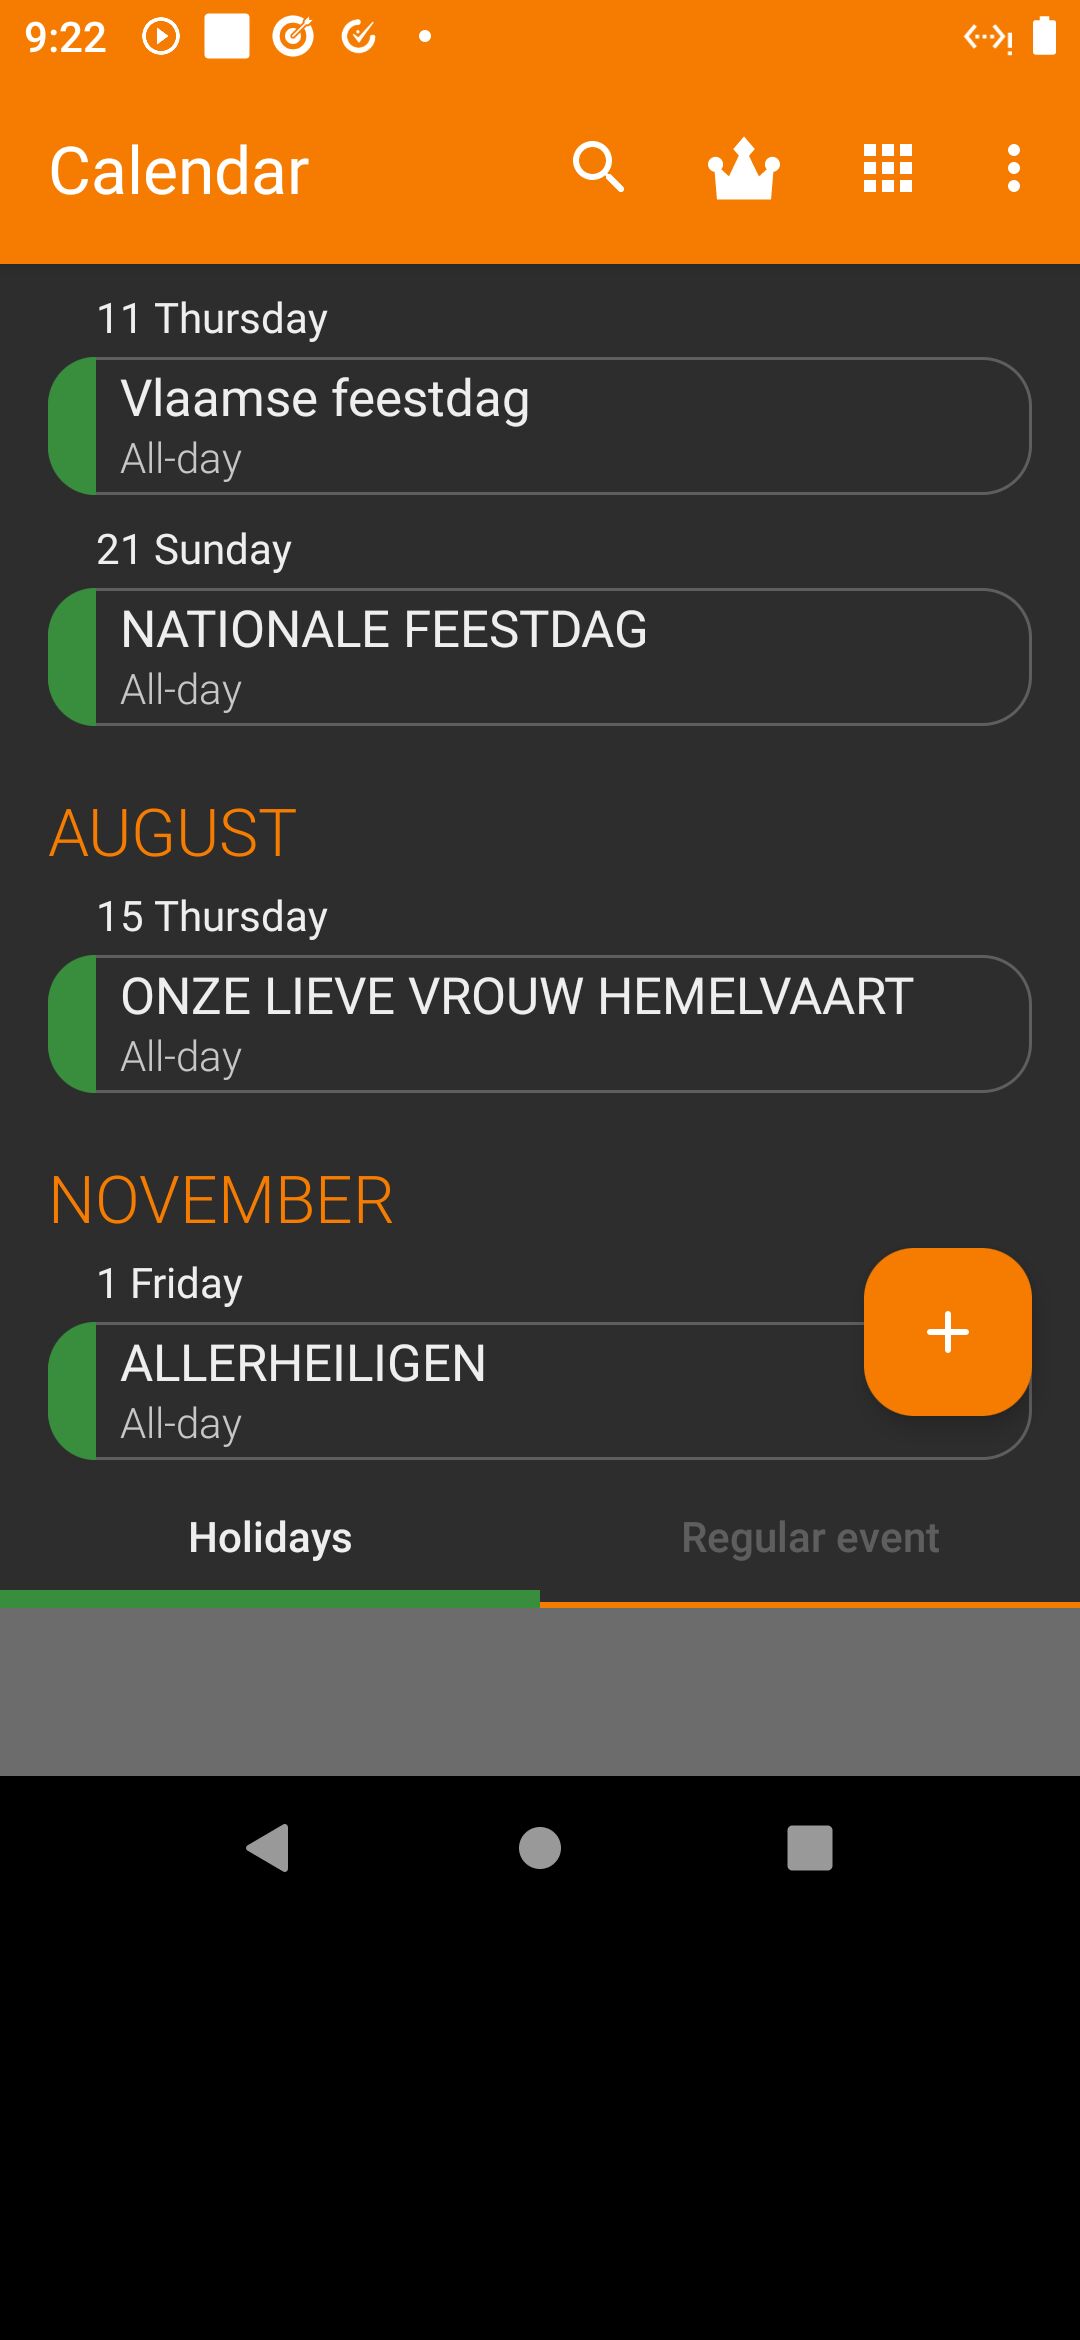 9:22
Calendar
11 Thursday
Vlaamse feestdag
All-day
21 Sunday
NATIONALE FEESTDAG
All-day
AUGUST
15 Thursday
ONZE LIEVE VROUW HEMELVAART
All-day
NOVEMBER
1 Friday
ALLERHEILIGEN
All-day
Holidays
Regular event